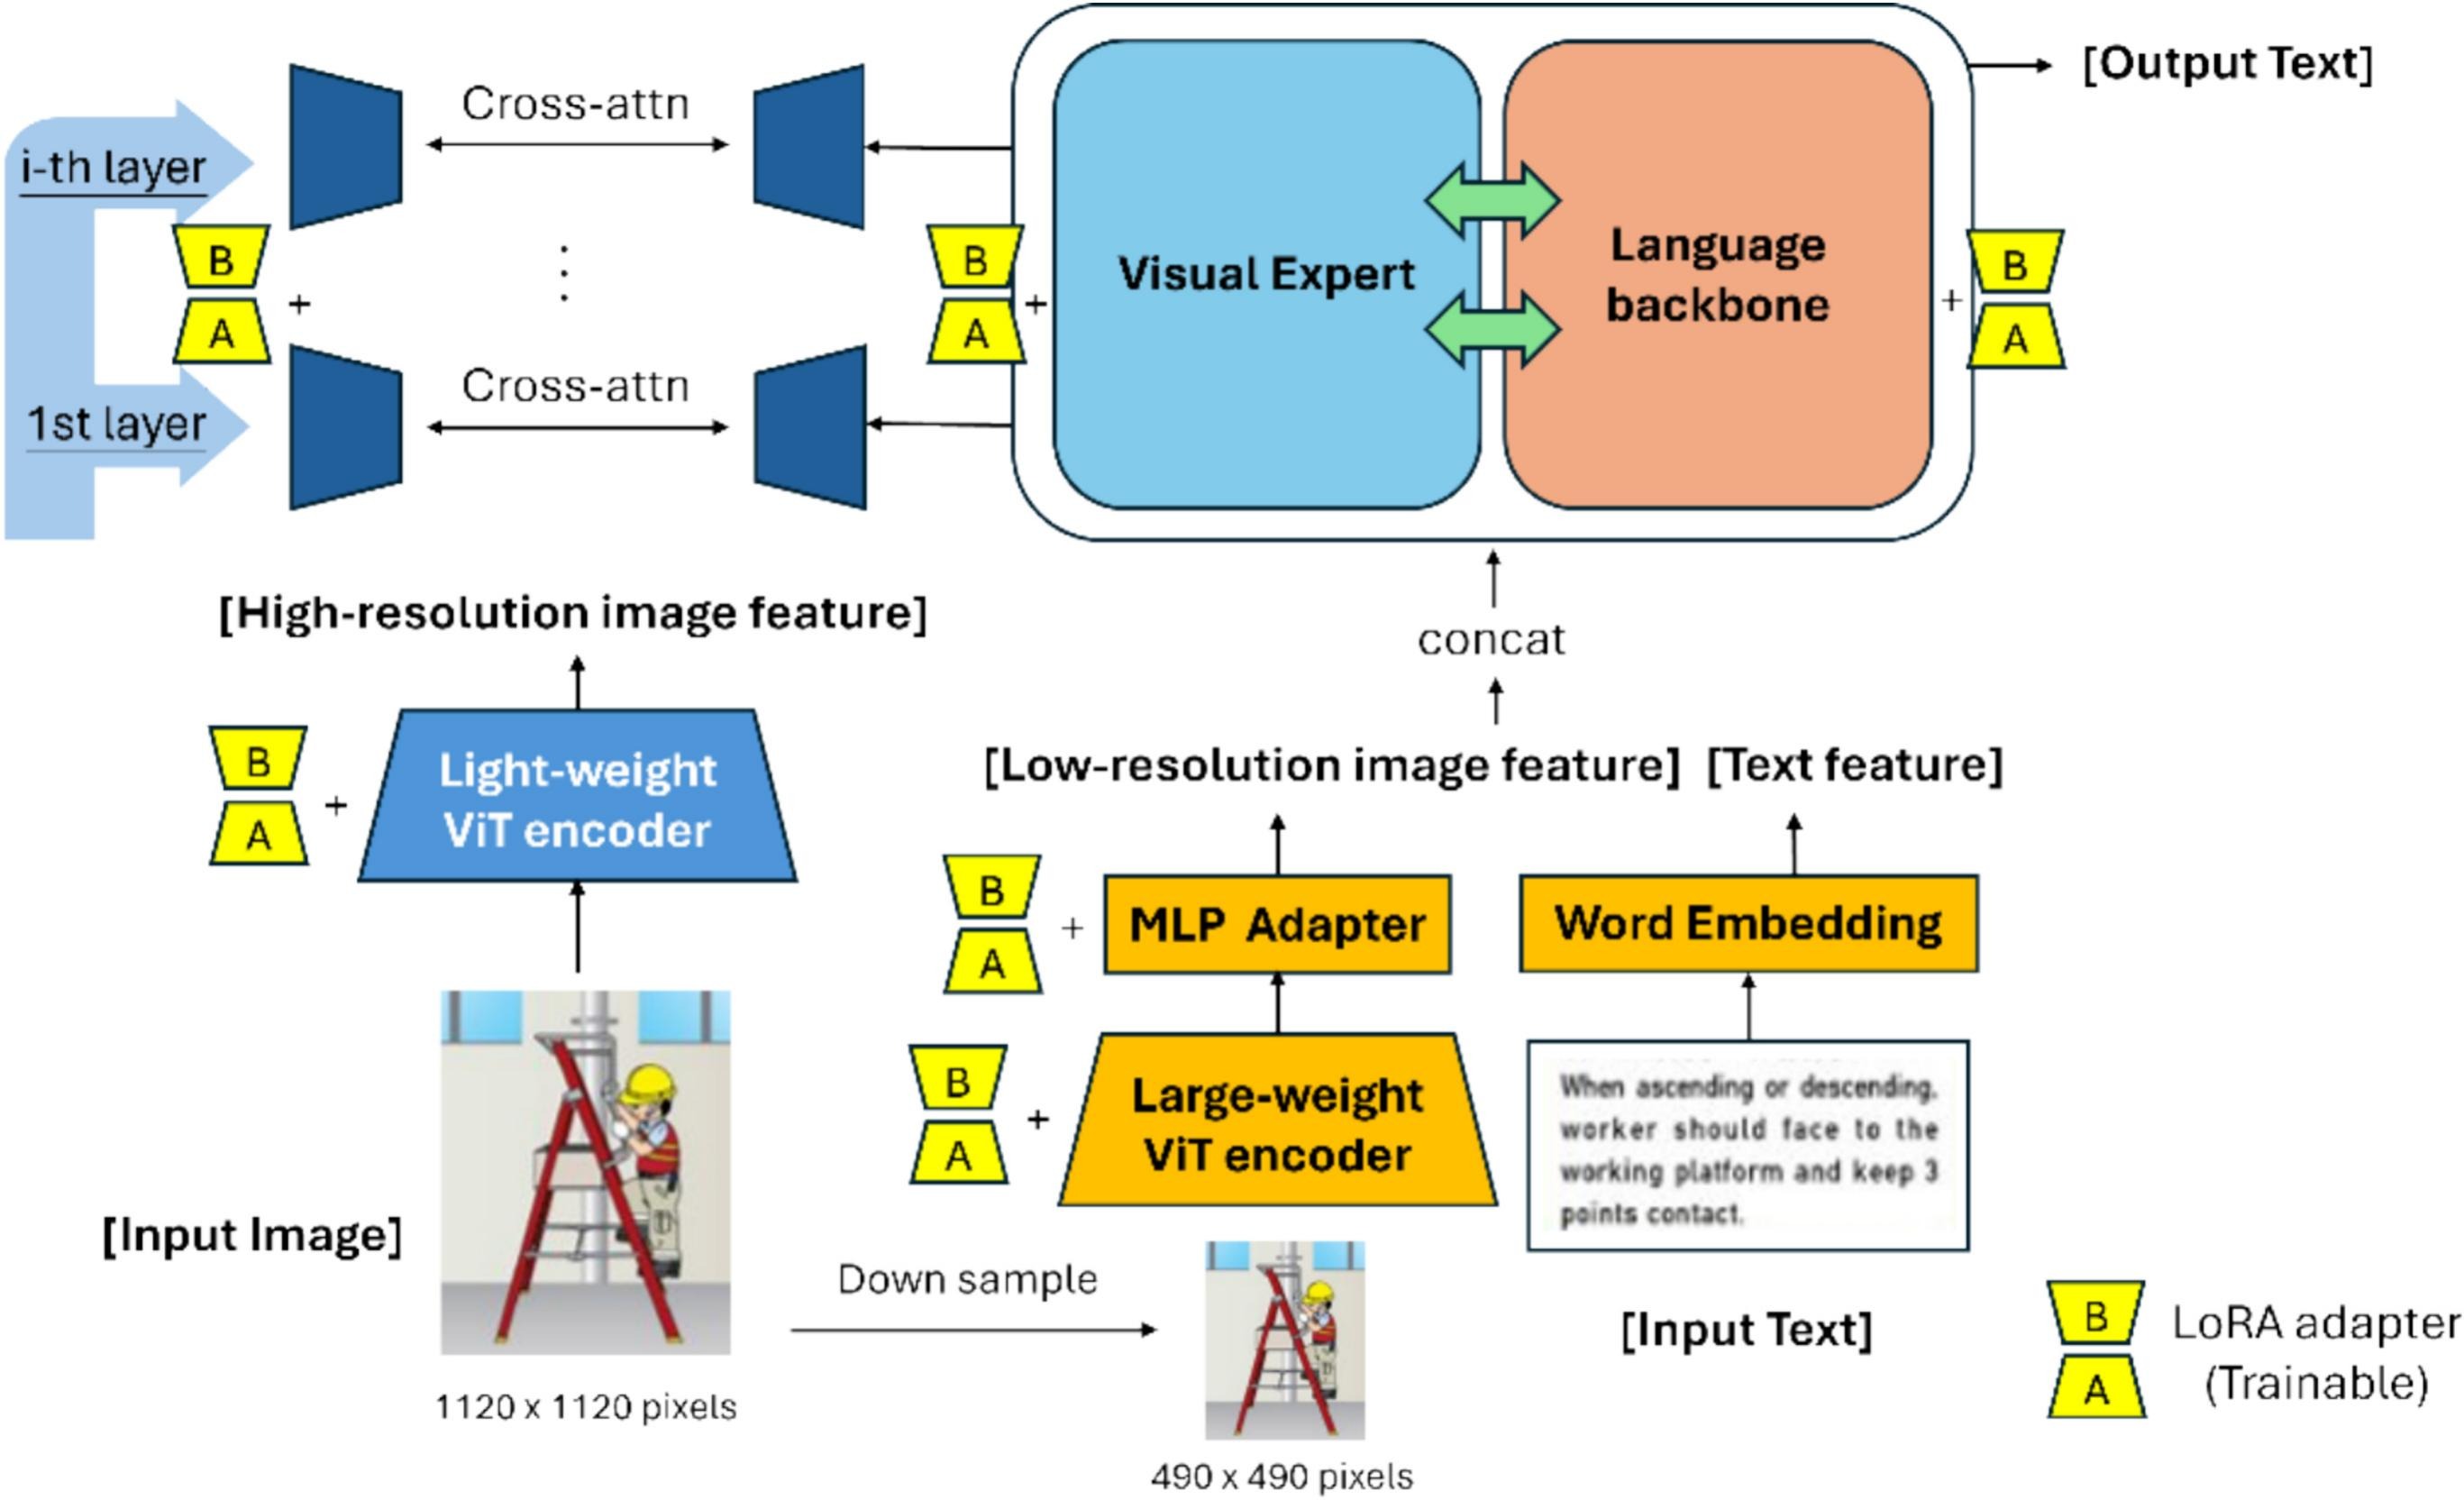 Cross-attn
[Output Text]
i-th layer
B
A
+
B
A
+
Visual Expert
Language
backbone
+
B
A
Cross-attn
1st layer
[High-resolution image feature]
concat
B
A
+
Light-weight
ViT encoder
[Low-resolution image feature] [Text feature]
B
A
+
MLP Adapter
Word Embedding
B
A
+
Large-weight
ViT encoder
When ascending or descending,
worker should face to the
working platform and keep 3
points contact.
[Input Image]
Down sample
[Input Text]
B
A
LoRA adapter
(Trainable)
1120 x 1120 pixels
490 x 490 pixels